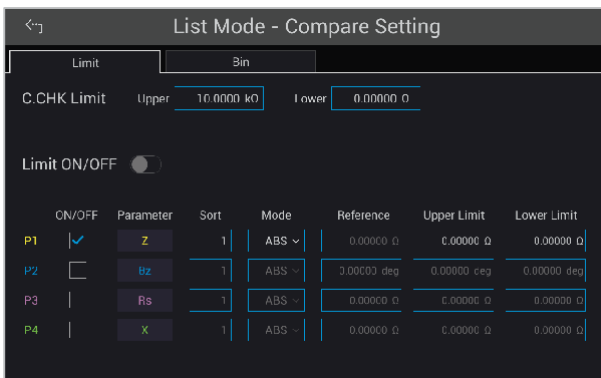 List Mode - Compare Setting
Limit Bin
C.CHK Limit Upper 10.0000 kΩ Lower 0.00000 Ω
Limit ON/OFF
ON/OFF Parameter Sort Mode Reference Upper Limit Lower Limit
P1 Z 1 ABS 0.00000 Ω 0.00000 Ω 0.00000 Ω
P2 Bz 1 ABS 0.00000 deg 0.00000 deg 0.00000 deg
P3 Rs 1 ABS 0.00000 Ω 0.00000 Ω 0.00000 Ω
P4 X 1 ABS 0.00000 Ω 0.00000 Ω 0.00000 Ω